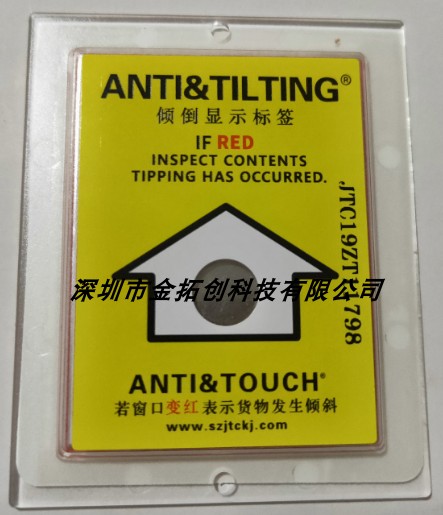 ANTI&TILTING®
倾倒显示标签
IF RED
INSPECT CONTENTS
TIPPING HAS OCCURRED.
深圳市金拓创科技有限公司
ANTI&TOUCH®
若窗口变红表示货物发生倾斜
www.szjtckj.com